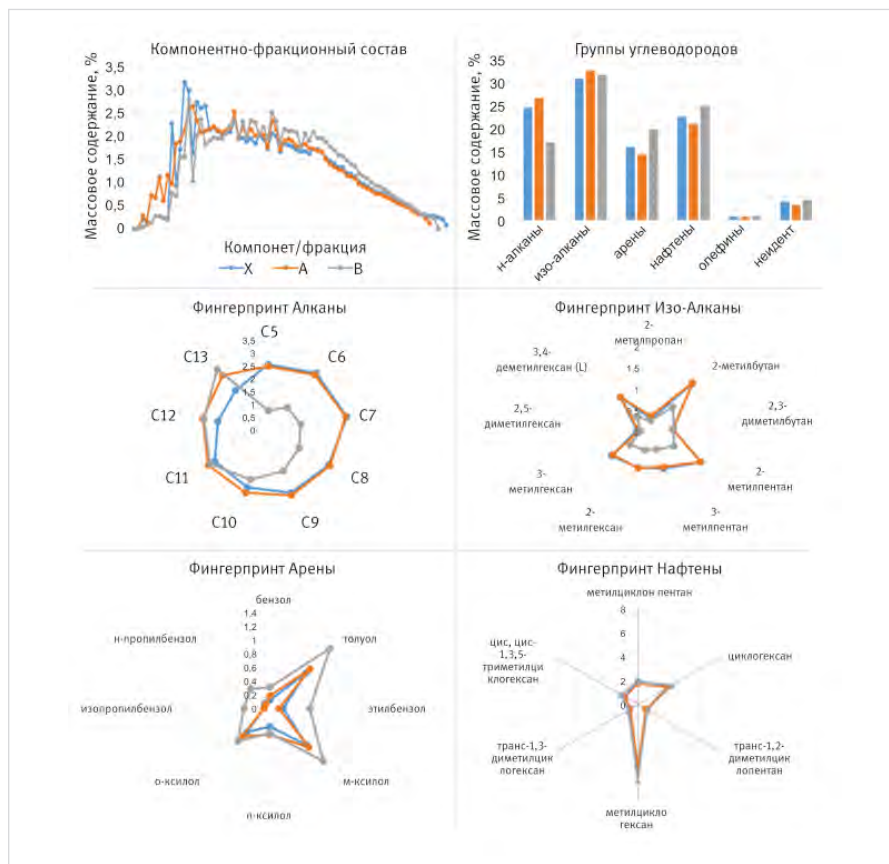 Компонентно-фракционный состав
Массовое содержание, %
3,5
3,0
2,5
2,0
1,5
1,0
0,5
0
Компонет/фракция
X
A
B
Группы углеводородов
Массовое содержание, %
35
30
25
20
15
10
5
0
н-алканы
изо-алканы
арены
нафтены
олефины
неидент
Фингерпринт Алканы
C5
C6
C7
C8
C9
C10
C11
C12
C13
3,5
3
2,5
2
1,5
1
0,5
0
Фингерпринт Изо-Алканы
2-
метилпропан
2-метилбутан
2,3-
диметилбутан
2-
метилпентан
3-
метилпентан
2-
метилгексан
3-
метилгексан
2,5-
диметилгексан
3,4-
деметилгексан (L)
2
1,5
Фингерпринт Арены
бензол
толуол
этилбензол
м-ксилол
п-ксилол
о-ксилол
изопропилбензол
н-пропилбензол
1,4
1,2
1
0,8
0,6
0,4
0,2
0
Фингерпринт Нафтены
метилциклон пентан
циклогексан
транс-1,2-
диметилцик
лопентан
метилцикло
гексан
транс-1,3-
диметилцик
логексан
цис, цис-
1,3,5-
триметилци
клогексан
8
6
4
2
0